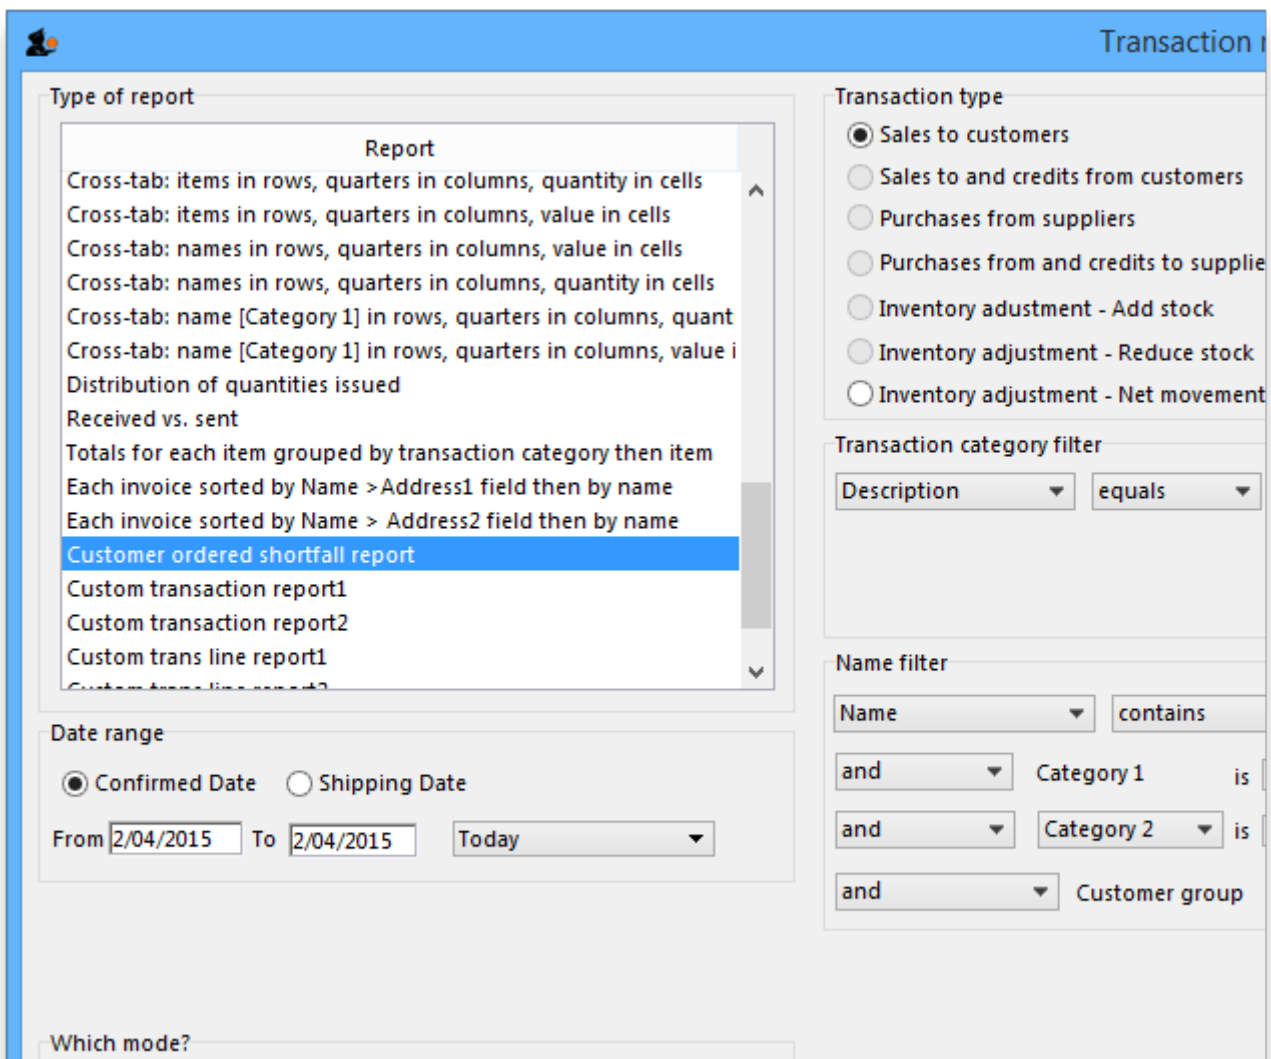 Transaction
Type of report
Report
Cross-tab: items in rows, quarters in columns, quantity in cells
Cross-tab: items in rows, quarters in columns, value in cells
Cross-tab: names in rows, quarters in columns, value in cells
Cross-tab: names in rows, quarters in columns, quantity in cells
Cross-tab: name [Category 1] in rows, quarters in columns, quant
Cross-tab: name [Category 1] in rows, quarters in columns, value i
Distribution of quantities issued
Received vs. sent
Totals for each item grouped by transaction category then item
Each invoice sorted by Name >Address1 field then by name
Each invoice sorted by Name > Address2 field then by name
Customer ordered shortfall report
Custom transaction report1
Custom transaction report2
Custom trans line report1
Custom trans line report2
Date range
Confirmed Date Shipping Date
From 2/04/2015 To 2/04/2015 Today
Which mode?
Transaction type
Sales to customers
Sales to and credits from customers
Purchases from suppliers
Purchases from and credits to supplie
Inventory adustment - Add stock
Inventory adjustment - Reduce stock
Inventory adjustment - Net movement
Transaction category filter
Description equals
Name filter
Name contains
and Category 1 is
and Category 2 is
and Customer group